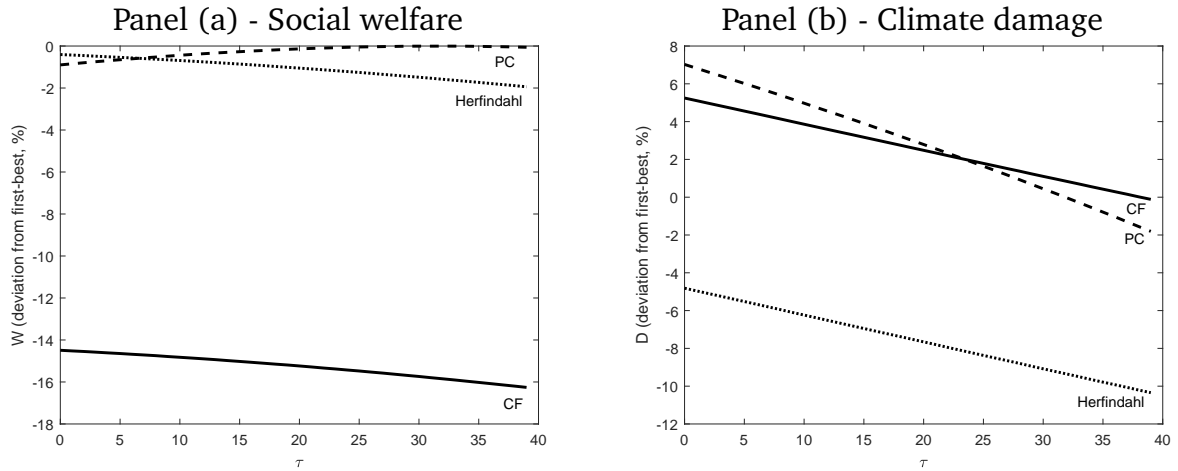 Panel (a) - Social welfare
W (deviation from first-best, %)
0
-2
-4
-6
-8
-10
-12
-14
-16
-18
PC
Herfindahl
CF
0 5 10 15 20 25 30 35 40
τ
Panel (b) - Climate damage
D (deviation from first-best, %)
8
6
4
2
0
-2
-4
-6
-8
-10
-12
CF
PC
Herfindahl
0 5 10 15 20 25 30 35 40
τ